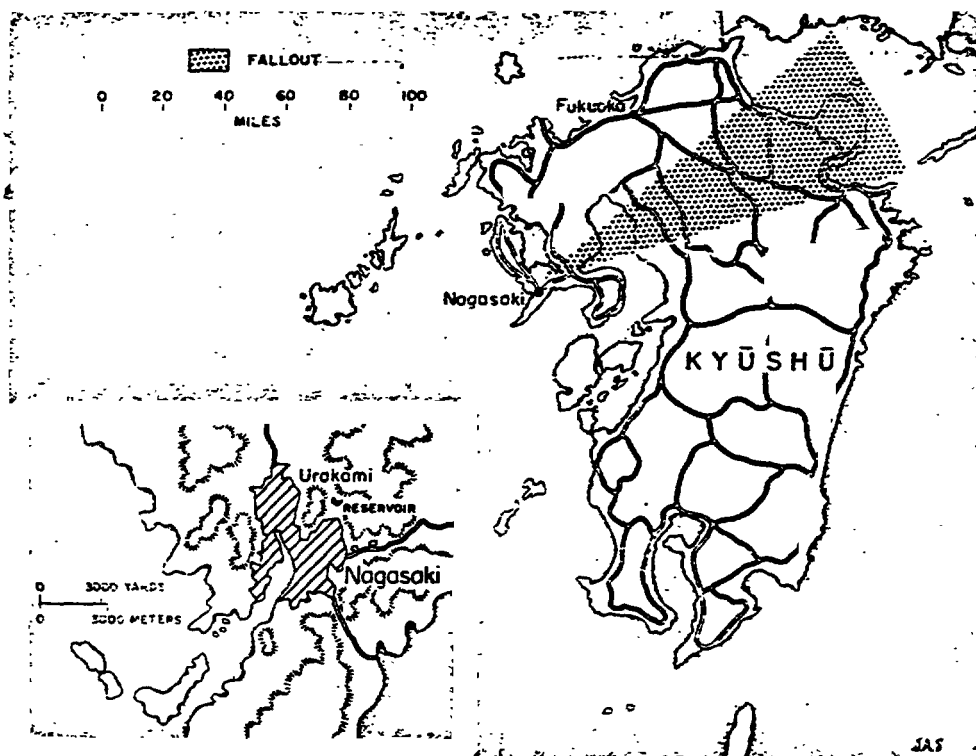 FALLOUT
0 20 40 60 80 100
MILES
Fukuoka
Nagasaki
KYŪSHŪ
Urakami
RESERVOIR
Nagasaki
0 3000 YARDS
0 3000 METERS
JAS